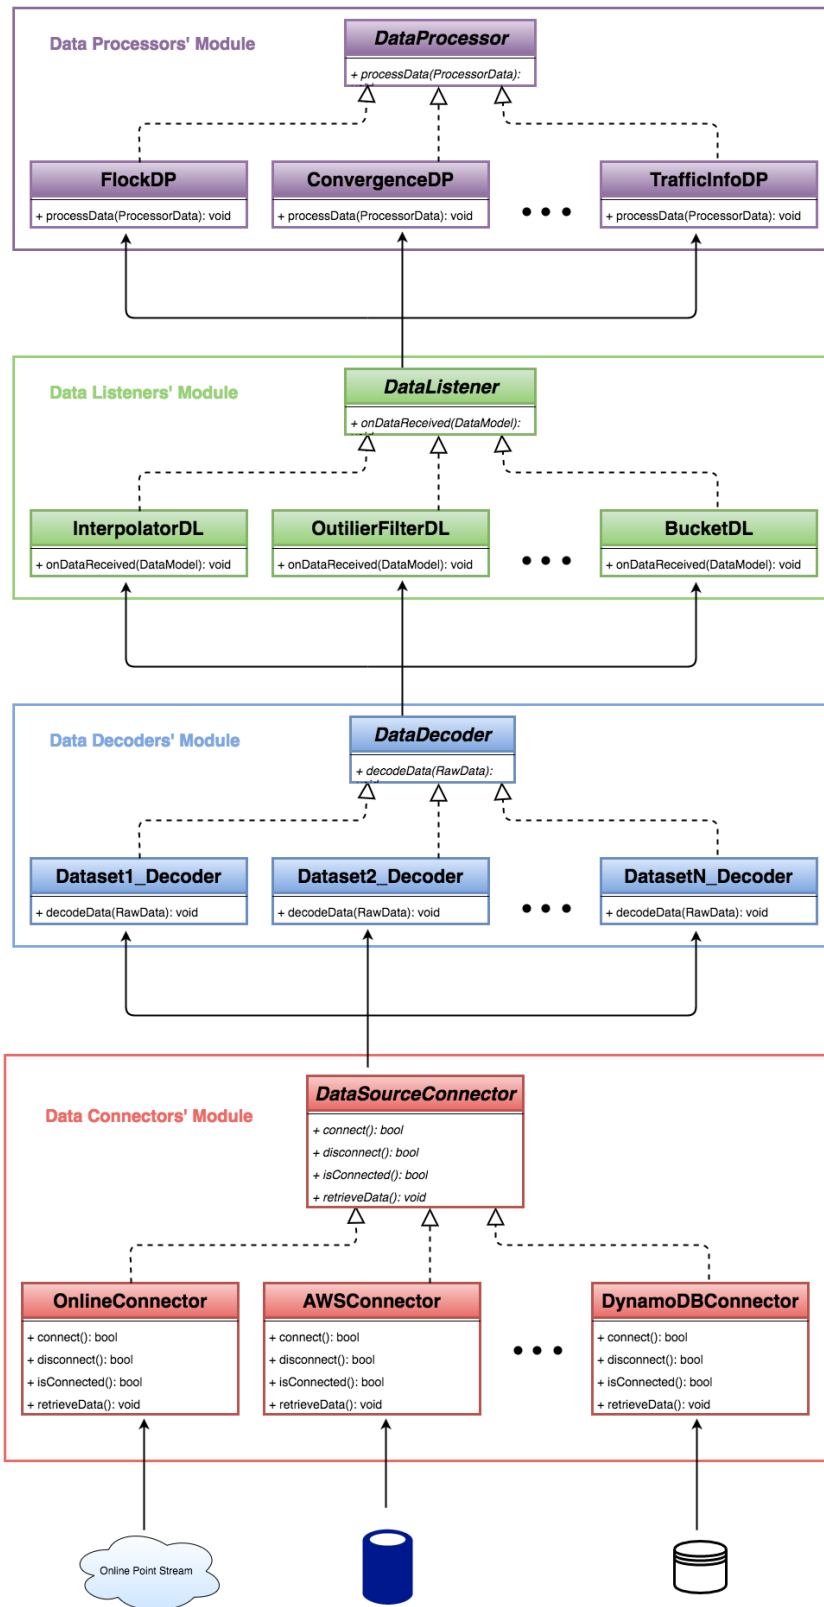 Data Processors' Module
DataProcessor
+ processData(ProcessorData):
FlockDP
+ processData(ProcessorData): void
ConvergenceDP
+ processData(ProcessorData): void
TrafficInfoDP
+ processData(ProcessorData): void
Data Listeners' Module
DataListener
+ onDataReceived(DataModel):
InterpolatorDL
+ onDataReceived(DataModel): void
OutilierFilterDL
+ onDataReceived(DataModel): void
BucketDL
+ onDataReceived(DataModel): void
Data Decoders' Module
DataDecoder
+ decodeData(RawData):
Dataset1_Decoder
+ decodeData(RawData): void
Dataset2_Decoder
+ decodeData(RawData): void
DatasetN_Decoder
+ decodeData(RawData): void
Data Connectors' Module
DataSourceConnector
+ connect(): bool
+ disconnect(): bool
+ isConnected(): bool
+ retrieveData(): void
OnlineConnector
+ connect(): bool
+ disconnect(): bool
+ isConnected(): bool
+ retrieveData(): void
AWSConnector
+ connect(): bool
+ disconnect(): bool
+ isConnected(): bool
+ retrieveData(): void
DynamoDBConnector
+ connect(): bool
+ disconnect(): bool
+ isConnected(): bool
+ retrieveData(): void
Online Point Stream